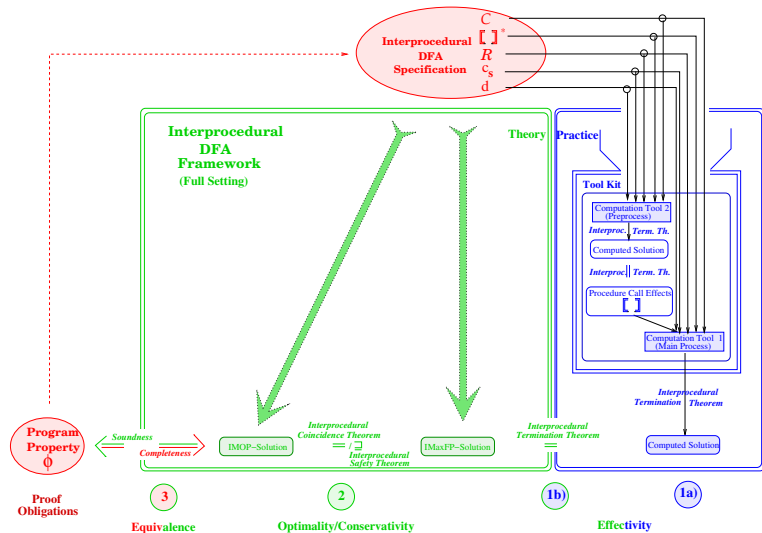 C
Interprocedural
DFA
Specification
[ ] *
R
c s
d
Interprocedural
DFA
Framework
(Full Setting)
Theory
Practice
Tool Kit
Computation Tool 2
(Preprocess)
Interproc. Term. Th.
Computed Solution
Interproc. Term. Th.
Procedure Call Effects
[ ]
Computation Tool 1
(Main Process)
Interprocedural
Termination Theorem
Program
Property
ϕ
Soundness
Completeness
IMOP-Solution
Interprocedural
Coincidence Theorem
= / ⊒
Interprocedural
Safety Theorem
IMaxFP-Solution
Interprocedural
Termination Theorem
=
Computed Solution
Proof
Obligations
3
2
1b)
1a)
Equivalence
Optimality/Conservativity
Effectivity